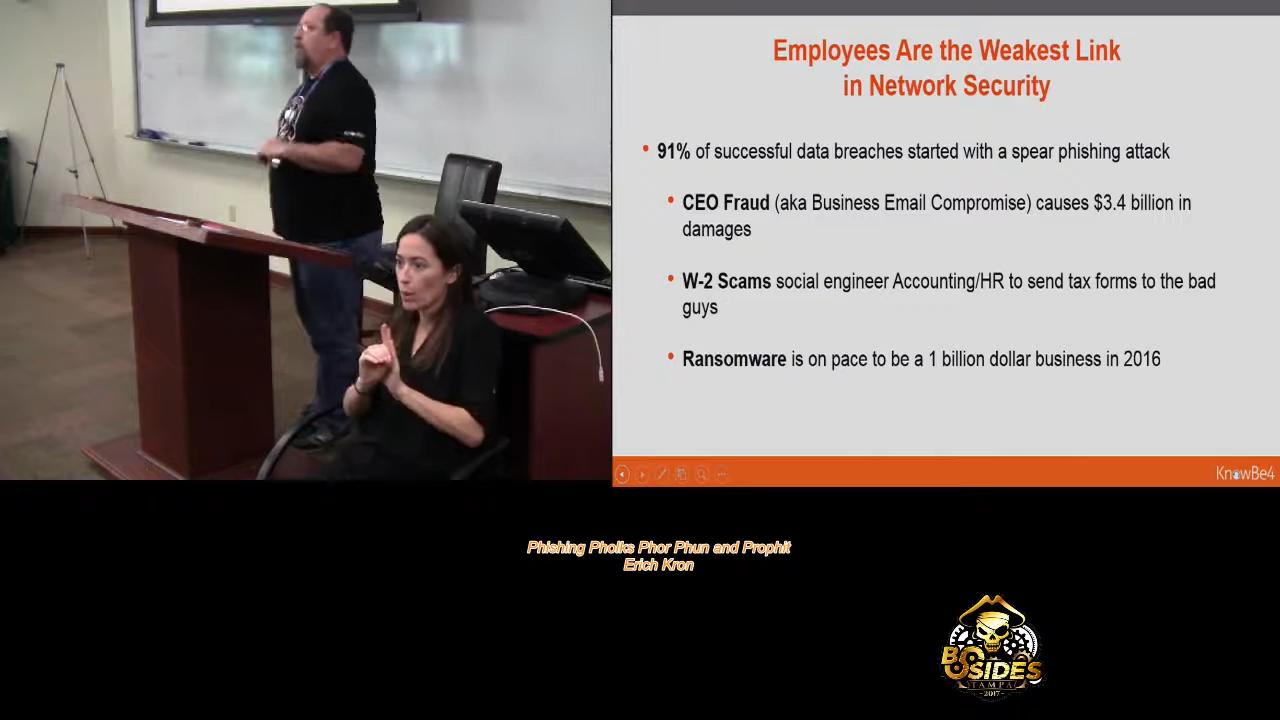 Employees Are the Weakest Link
in Network Security
• 91% of successful data breaches started with a spear phishing attack
• CEO Fraud (aka Business Email Compromise) causes $3.4 billion in
damages
• W-2 Scams social engineer Accounting/HR to send tax forms to the bad
guys
• Ransomware is on pace to be a 1 billion dollar business in 2016
KnowBe4
Phishing Pholks Phor Phun and Prophit
Erich Kron
BSIDES
TAMPA
2017